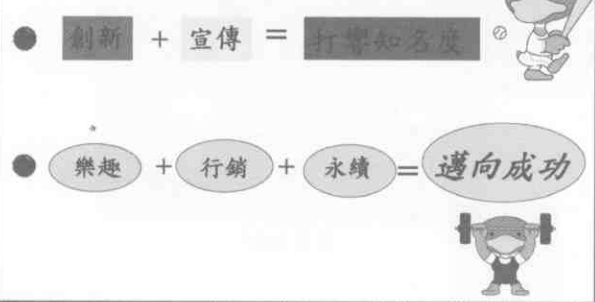 ● 創新 + 宣傳 = 打響知名度
● 樂趣 + 行銷 + 永續 = 邁向成功